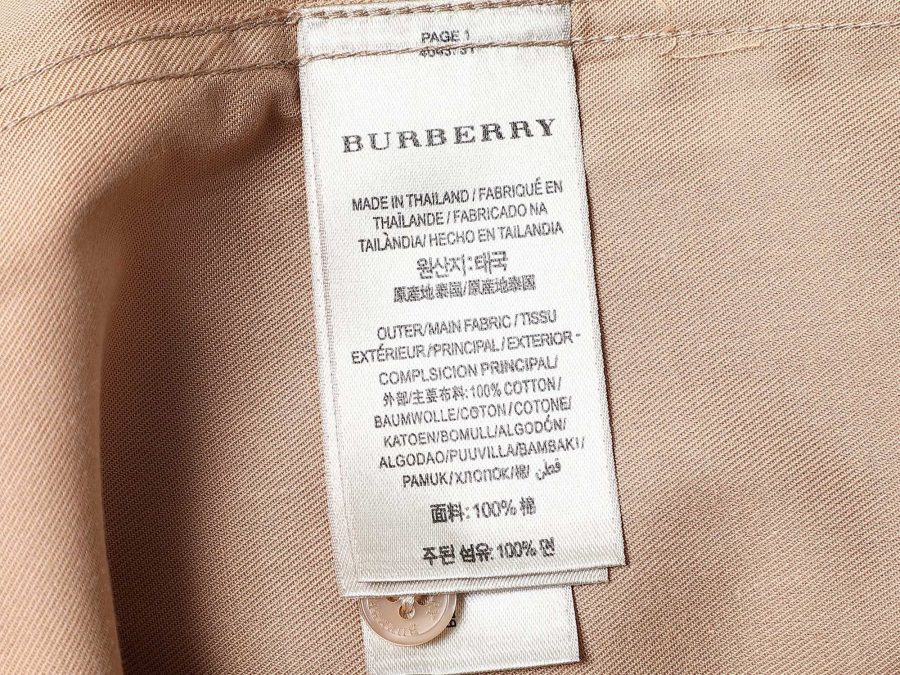 PAGE 1
BURBERRY
MADE IN THAILAND / FABRIQUÉ EN
THAÏLANDE / FABRICADO NA
TAILÀNDIA/ HECHO EN TAILANDIA
원산지:태국
原産地泰国/原產地泰國
OUTER/MAIN FABRIC / TISSU
EXTÉRIEUR/PRINCIPAL/EXTERIOR-
COMPLSICION PRINCIPAL/
外部/主要布料: 100% COTTON/
BAUMWOLLE/COTON/COTONE/
KATOEN/BOMULL/ALGODÓN/
ALGODAO/PUUVILLA/BAMBAKI/
PAMUK/ХЛОПОК/棉/ قطن
面料: 100% 棉
주된 섬유: 100% 면